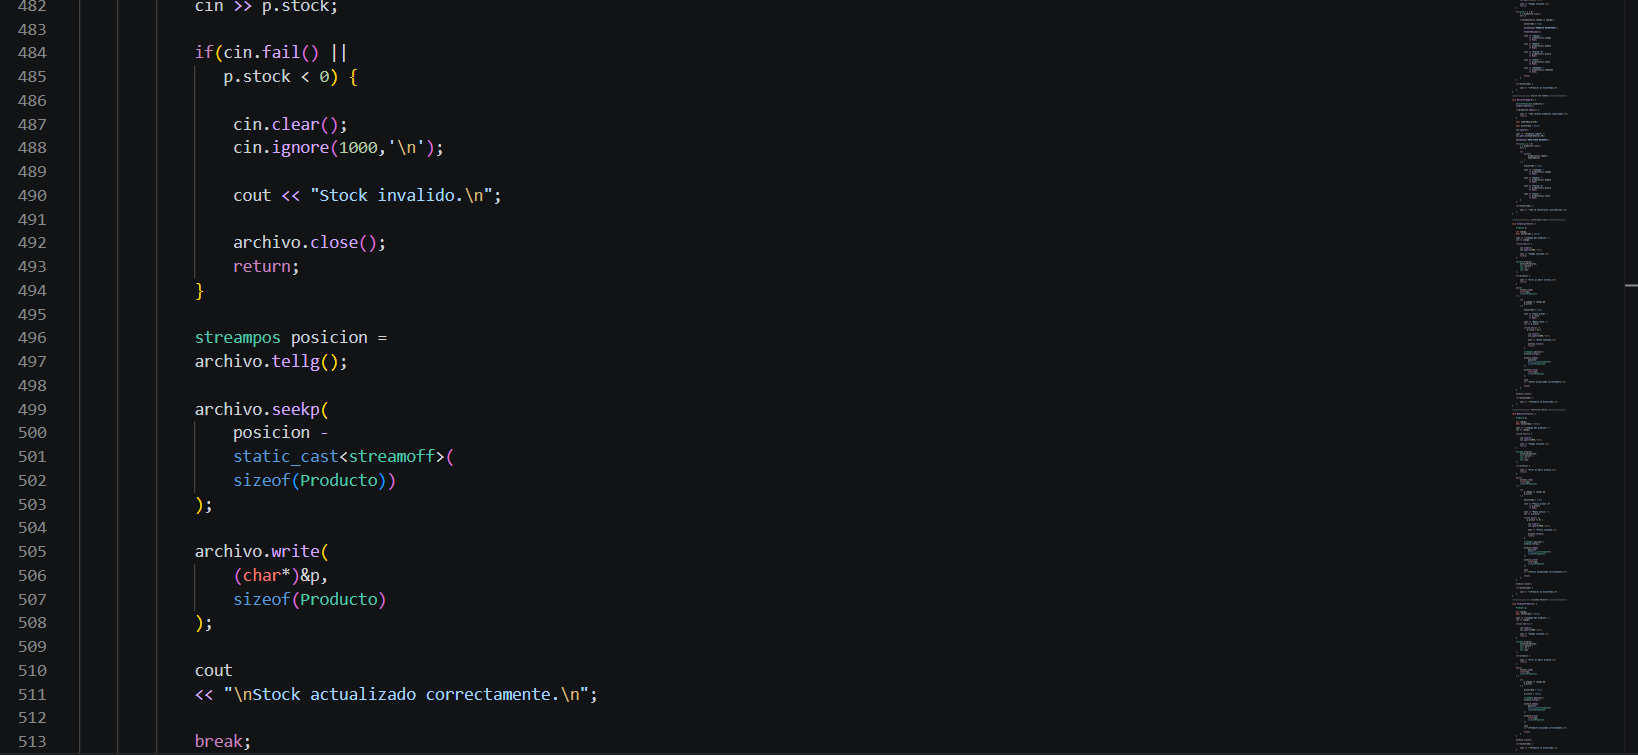 482 cin >> p.stock;
483
484 if(cin.fail() ||
485 p.stock < 0) {
486
487 cin.clear();
488 cin.ignore(1000,'\n');
489
490 cout << "Stock invalido.\n";
491
492 archivo.close();
493 return;
494 }
495
496 streampos posicion =
497 archivo.tellg();
498
499 archivo.seekp(
500 posicion -
501 static_cast<streamoff>(
502 sizeof(Producto))
503 );
504
505 archivo.write(
506 (char*)&p,
507 sizeof(Producto)
508 );
509
510 cout
511 << "\nStock actualizado correctamente.\n";
512
513 break;